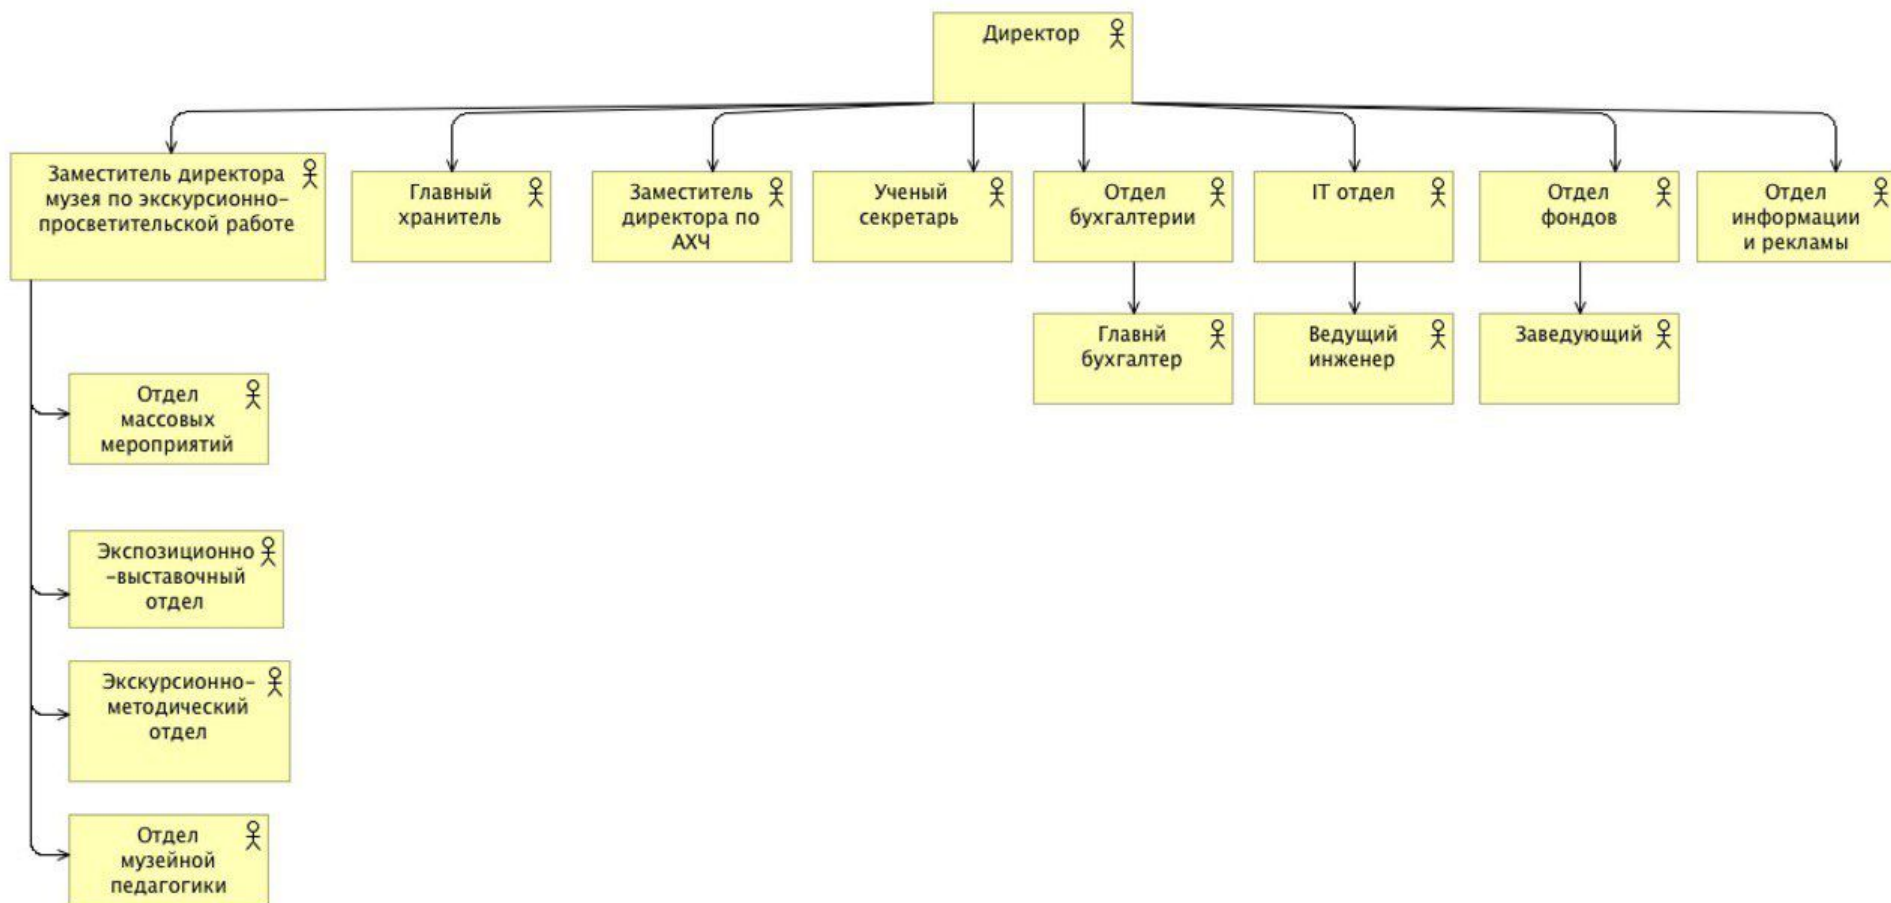 Директор
Заместитель директора
музея по экскурсионно-
просветительской работе
Главный
хранитель
Заместитель
директора по
АХЧ
Ученый
секретарь
Отдел
бухгалтерии
IT отдел
Отдел
фондов
Отдел
информации
и рекламы
Главнй
бухгалтер
Ведущий
инженер
Заведующий
Отдел
массовых
мероприятий
Экспозиционно
-выставочный
отдел
Экскурсионно-
методический
отдел
Отдел
музейной
педагогики